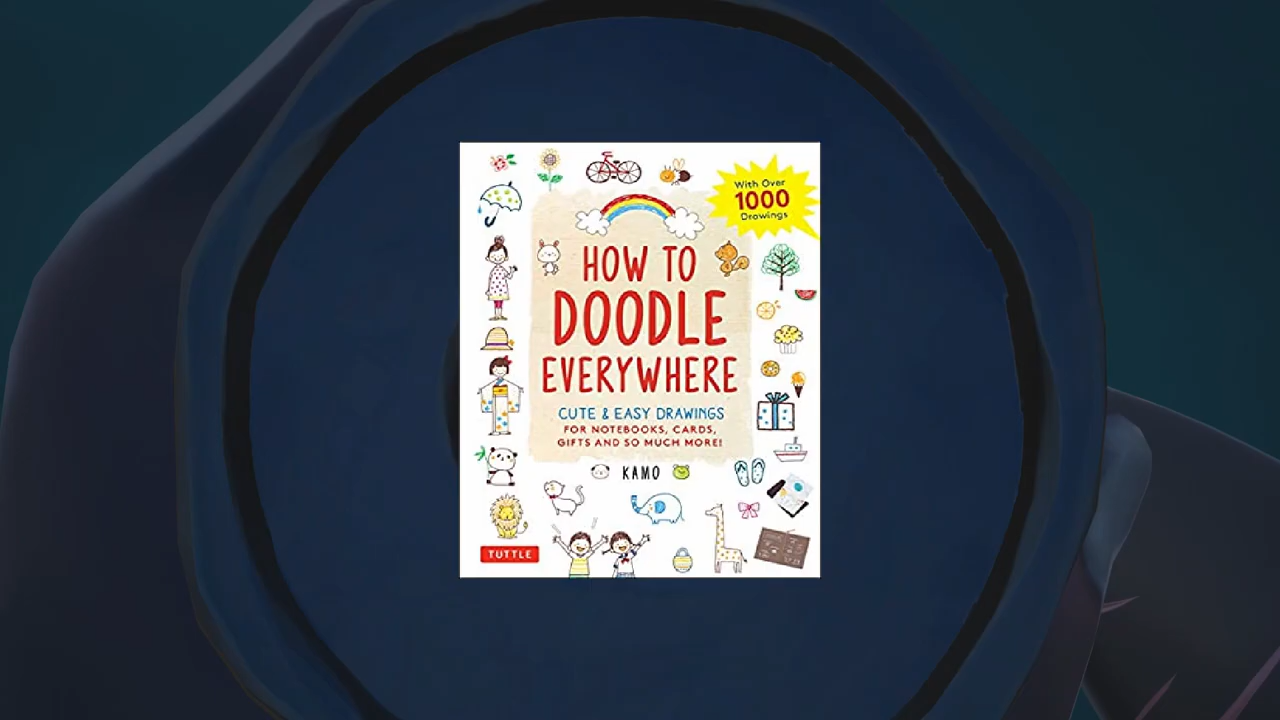 With Over
1000
Drawings
HOW TO
DOODLE
EVERYWHERE
CUTE & EASY DRAWINGS
FOR NOTEBOOKS, CARDS,
GIFTS AND SO MUCH MORE!
KAMO
TUTTLE